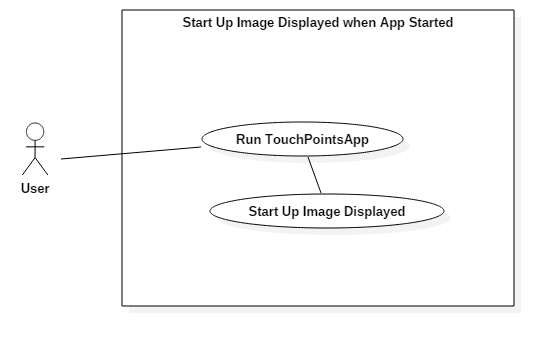 Start Up Image Displayed when App Started
Run TouchPointsApp
User
Start Up Image Displayed